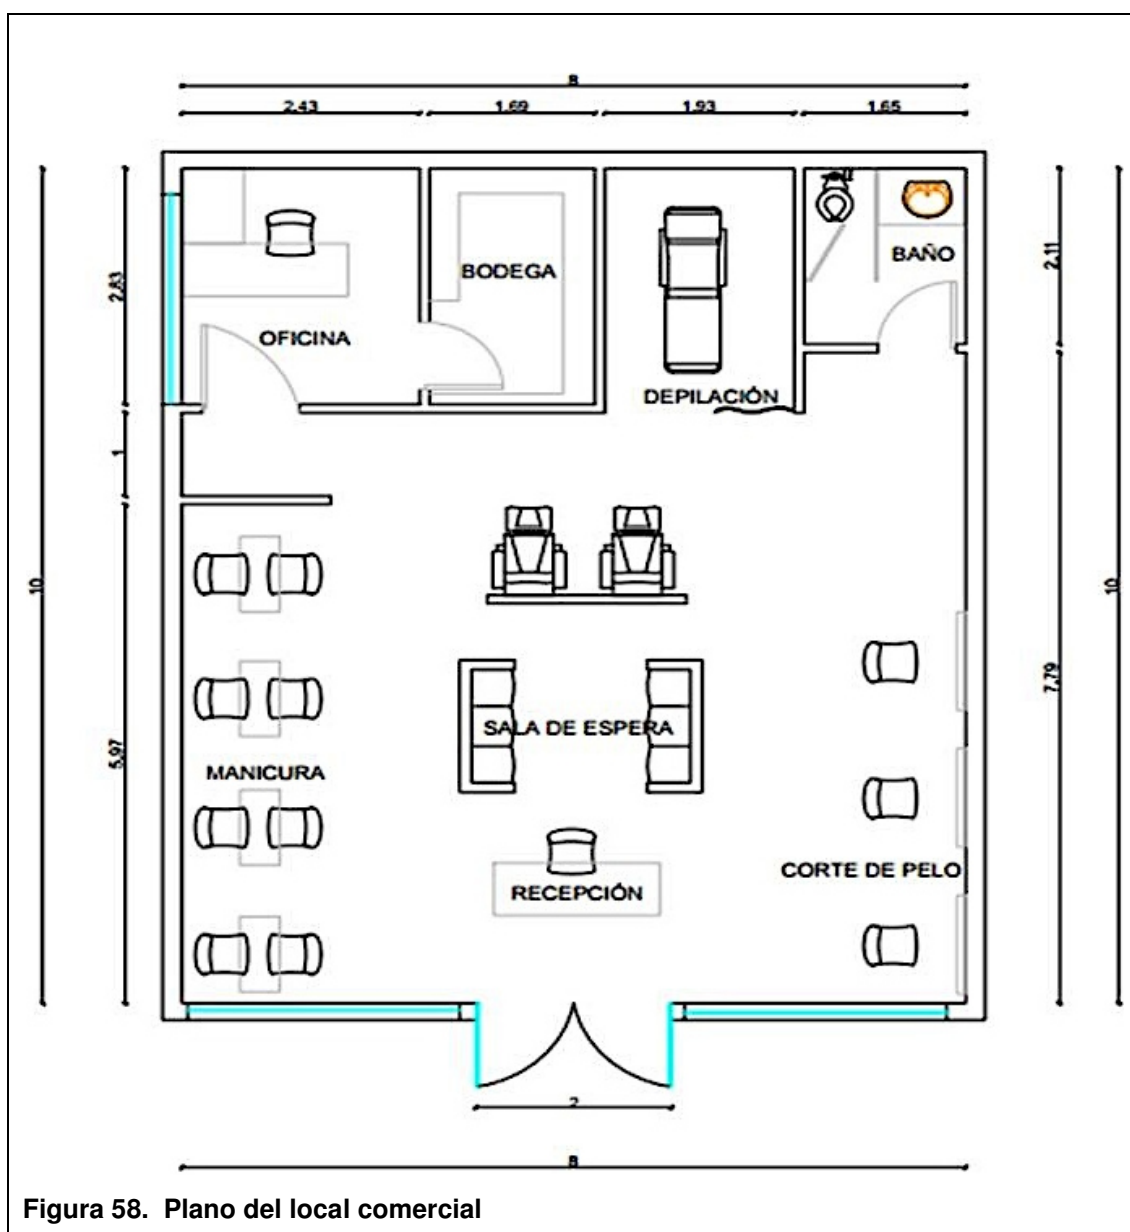 8
2.43 1.69 1.93 1.65
2.83
2.11
BAÑO
BODEGA
OFICINA
DEPILACIÓN
1
10
10
7.79
5.97
SALA DE ESPERA
MANICURA
CORTE DE PELO
RECEPCIÓN
2
8
Figura 58. Plano del local comercial